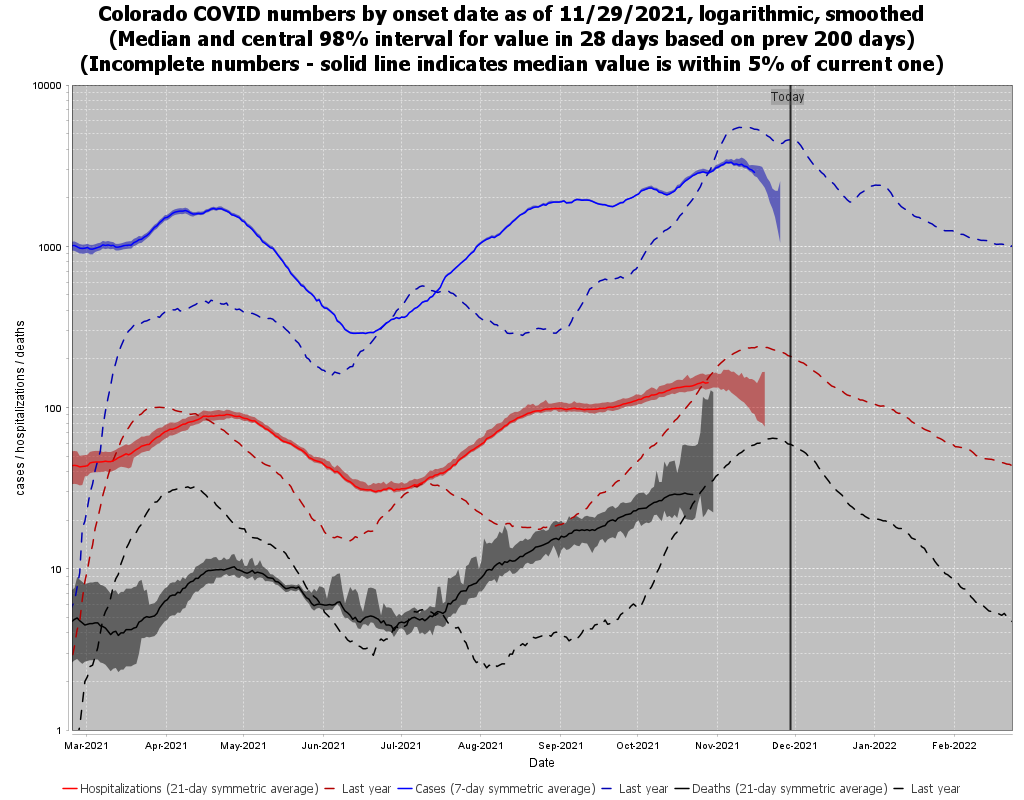 Colorado COVID numbers by onset date as of 11/29/2021, logarithmic, smoothed
(Median and central 98% interval for value in 28 days based on prev 200 days)
(Incomplete numbers - solid line indicates median value is within 5% of current one)
10000
Today
1000
cases / hospitalizations / deaths
100
10
1
Mar-2021 Apr-2021 May-2021 Jun-2021 Jul-2021 Aug-2021 Sep-2021 Oct-2021 Nov-2021 Dec-2021 Jan-2022 Feb-2022
Date
Hospitalizations (21-day symmetric average) Last year Cases (7-day symmetric average) Last year Deaths (21-day symmetric average) Last year